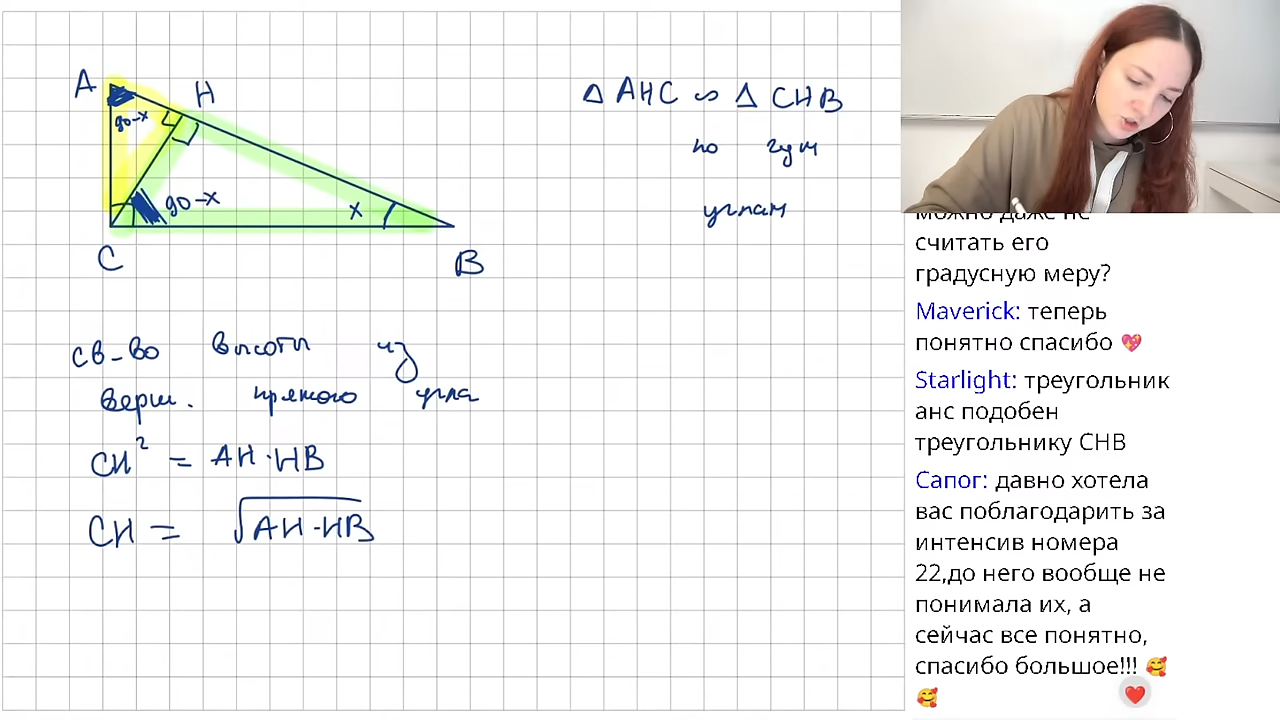 A
H
90-x
90-x
x
C
B
△ AHC ∾ △ CHB
по двум
углам
св-во высоты из
верш. прямого угла
CH² = AH·HB
CH = √AH·HB
можно даже не
считать его
градусную меру?
Maverick: теперь
понятно спасибо 💖
Starlight: треугольник
анс подобен
треугольнику СНВ
Сапог: давно хотела
вас поблагодарить за
интенсив номера
22,до него вообще не
понимала их, а
сейчас все понятно,
спасибо большое!!! 🥰
🥰